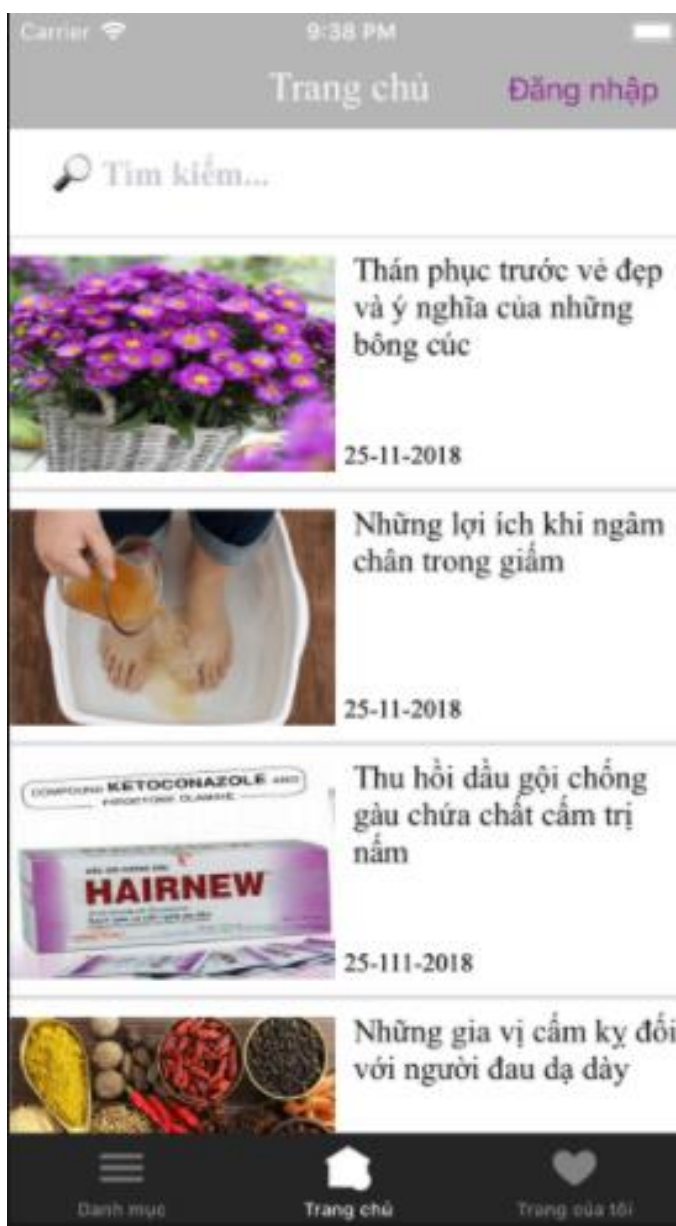 Carrier 9:38 PM
Trang chủ Đăng nhập
Tìm kiếm...
Thán phục trước vẻ đẹp
và ý nghĩa của những
bông cúc
25-11-2018
Những lợi ích khi ngâm
chân trong giấm
25-11-2018
COMPOUND KETOCONAZOLE AND
HAIRNEW
Thu hồi dầu gội chống
gàu chứa chất cấm trị
nấm
25-111-2018
Những gia vị cấm kỵ đối
với người đau dạ dày
Danh mục Trang chủ Trang của tôi